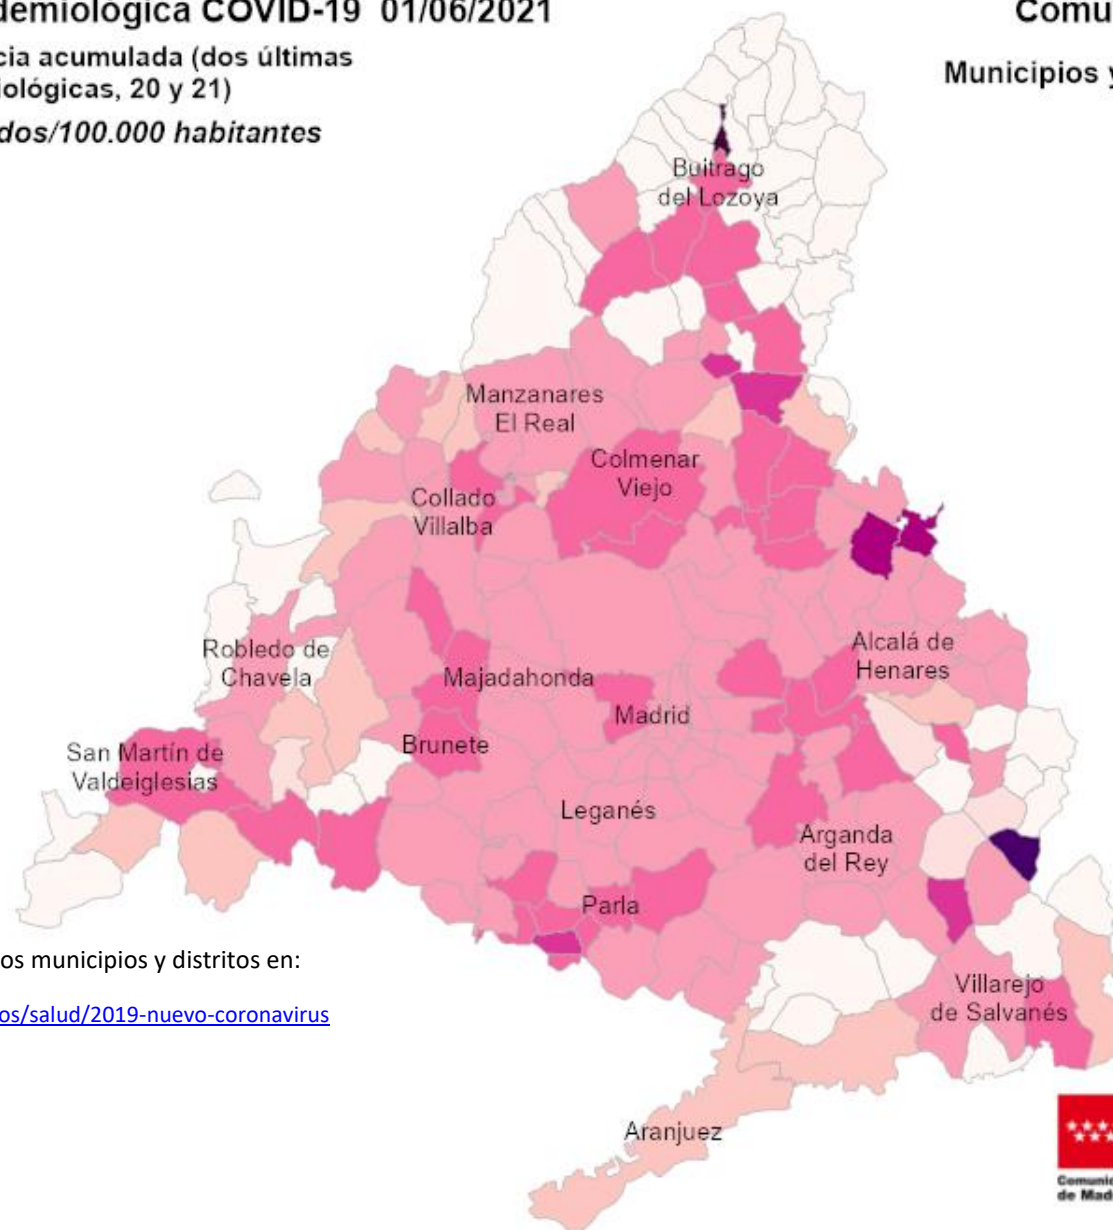 demiológica COVID-19 01/06/2021
Comu
cia acumulada (dos últimas
iológicas, 20 y 21)
Municipios y
dos/100.000 habitantes
Buitrago
del Lozoya
Manzanares
El Real
Colmenar
Viejo
Collado
Villalba
Robledo de
Chavela
Alcalá de
Henares
Majadahonda
Madrid
San Martín de
Valdeiglesias
Brunete
Leganés
Arganda
del Rey
Parla
os municipios y distritos en:
Villarejo
de Salvanés
os/salud/2019-nuevo-coronavirus
Aranjuez
Comunid
de Mad